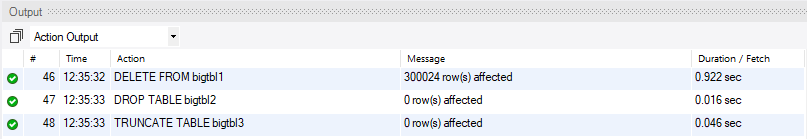 Output
Action Output
# Time Action Message Duration / Fetch
46 12:35:32 DELETE FROM bigtbl1 300024 row(s) affected 0.922 sec
47 12:35:33 DROP TABLE bigtbl2 0 row(s) affected 0.016 sec
48 12:35:33 TRUNCATE TABLE bigtbl3 0 row(s) affected 0.046 sec